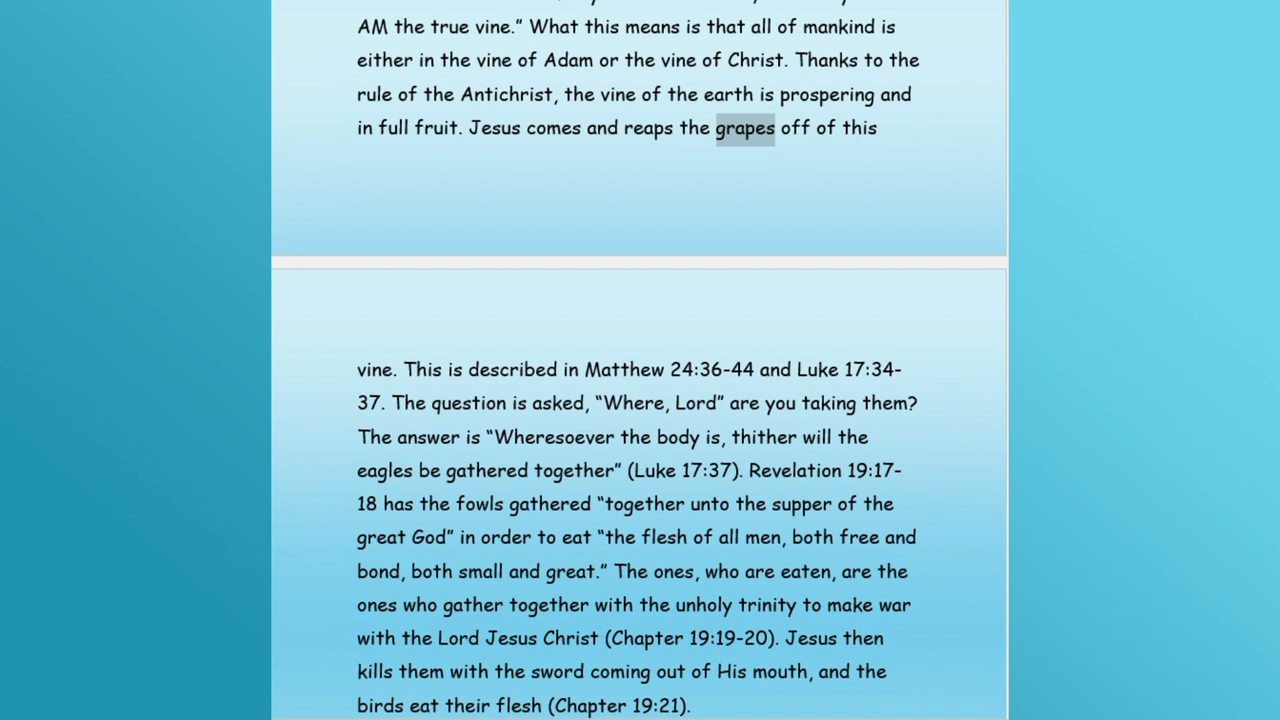 AM the true vine.” What this means is that all of mankind is
either in the vine of Adam or the vine of Christ. Thanks to the
rule of the Antichrist, the vine of the earth is prospering and
in full fruit. Jesus comes and reaps the grapes off of this
vine. This is described in Matthew 24:36-44 and Luke 17:34-
37. The question is asked, “Where, Lord” are you taking them?
The answer is “Wheresoever the body is, thither will the
eagles be gathered together” (Luke 17:37). Revelation 19:17-
18 has the fowls gathered “together unto the supper of the
great God” in order to eat “the flesh of all men, both free and
bond, both small and great.” The ones, who are eaten, are the
ones who gather together with the unholy trinity to make war
with the Lord Jesus Christ (Chapter 19:19-20). Jesus then
kills them with the sword coming out of His mouth, and the
birds eat their flesh (Chapter 19:21).